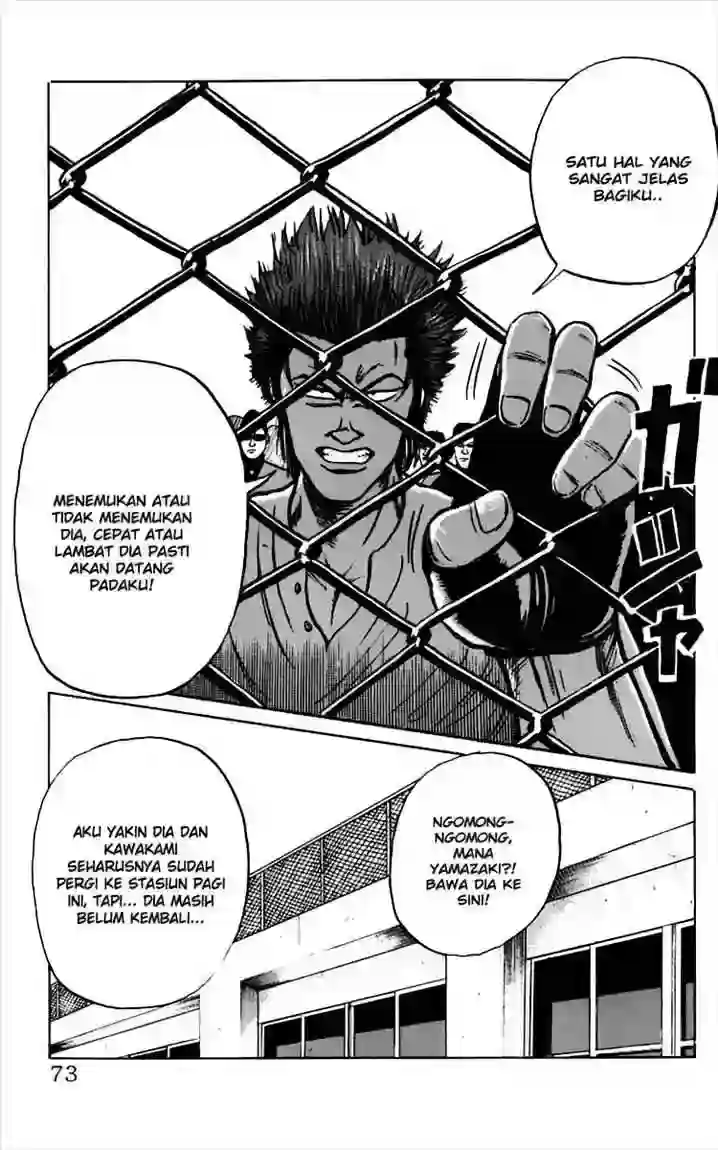 SATU HAL YANG
SANGAT JELAS
BAGIKU..
ガシャ
MENEMUKAN ATAU
TIDAK MENEMUKAN
DIA, CEPAT ATAU
LAMBAT DIA PASTI
AKAN DATANG
PADAKU!
NGOMONG-
NGOMONG,
MANA
YAMAZAKI?!
BAWA DIA KE
SINI!
AKU YAKIN DIA DAN
KAWAKAMI
SEHARUSNYA SUDAH
PERGI KE STASIUN PAGI
INI, TAPI... DIA MASIH
BELUM KEMBALI...
73